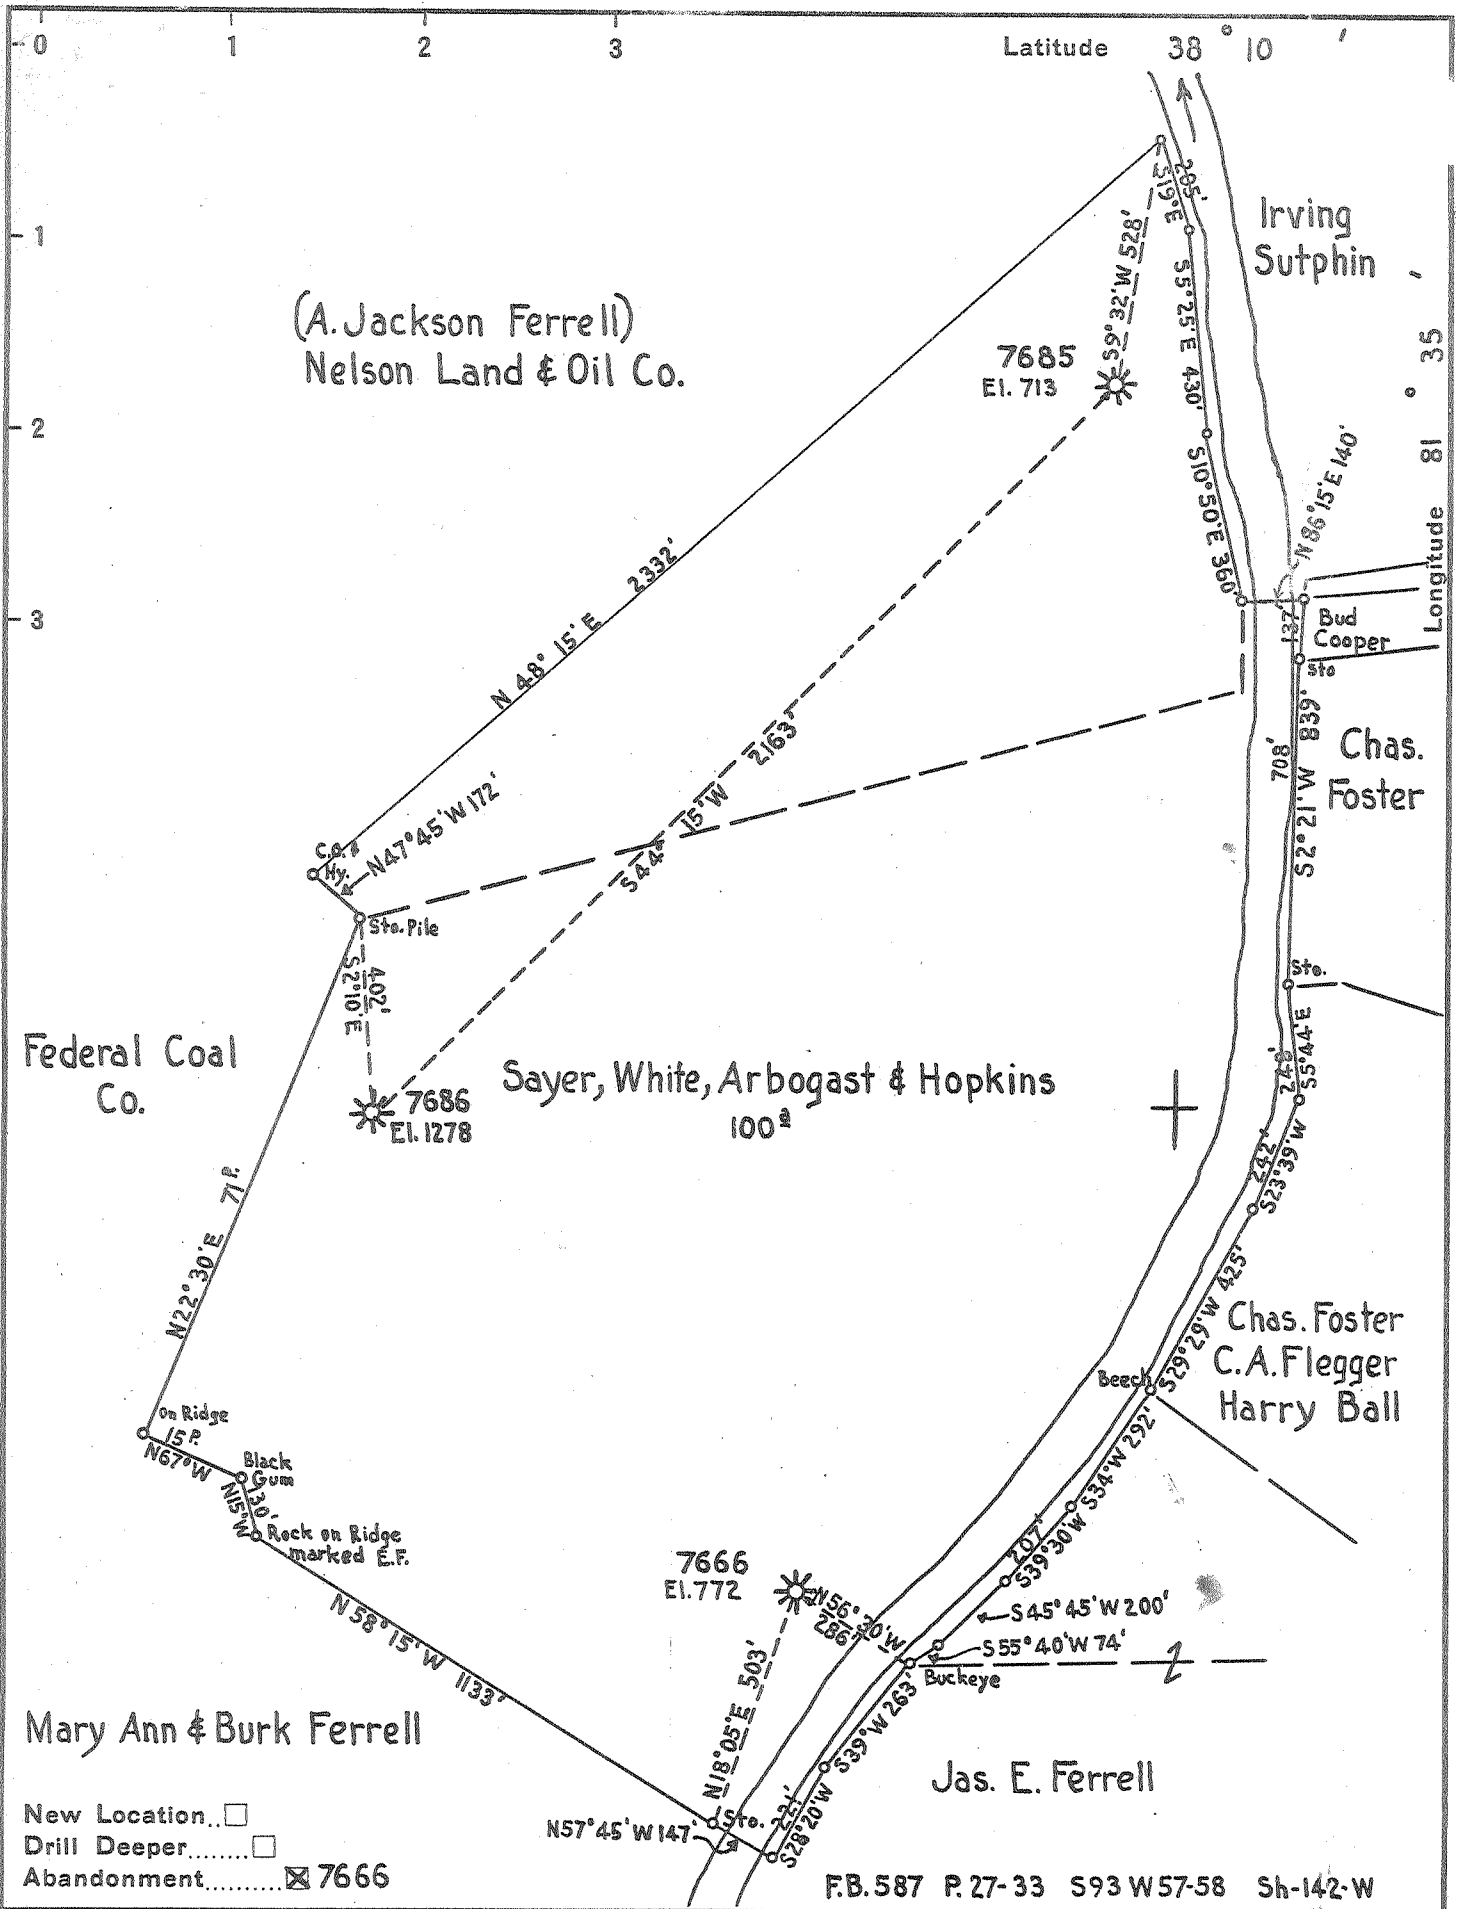 0 1 2 3 Latitude 38° 10'
1
2
3
Longitude 81° 35'
(A. Jackson Ferrell)
Nelson Land & Oil Co.
Irving
Sutphin
205'
S19°E
S9°32'W 528'
7685
El. 713
S5°25'E 430'
S10°50'E 360'
N86°15'E 140'
137'
Bud
Cooper
Sto
N 48° 15' E 2332'
S44° 15'W 2163'
708'
S2°21'W 839'
Chas.
Foster
C.O. &
Hy.
N47°45'W 172'
Sto. Pile
402'
S2°10'E
Sto.
Federal Coal
Co.
7686
El. 1278
Sayer, White, Arbogast & Hopkins
100ª
248'
S5°44'E
242'
S23°39'W
N22°30'E 71 P.
S29°29'W 425'
Chas. Foster
C.A. Flegger
Harry Ball
Beech
on Ridge
15 P.
N67°W
Black
Gum
130'
N15°W
Rock on Ridge
marked E.F.
S34°W 292'
207'
S39°30'W
7666
El. 772
N56°30'W
286'
S45°45'W 200'
S55°40'W 74'
Buckeye
N 58° 15' W 1133'
N18°05'E 503'
S39°W 263'
Mary Ann & Burk Ferrell
Jas. E. Ferrell
Sto.
221'
S28°20'W
N57°45'W 147'
New Location..
Drill Deeper........
Abandonment.......... 7666
F.B. 587 P. 27-33 S93 W57-58 Sh-142-W